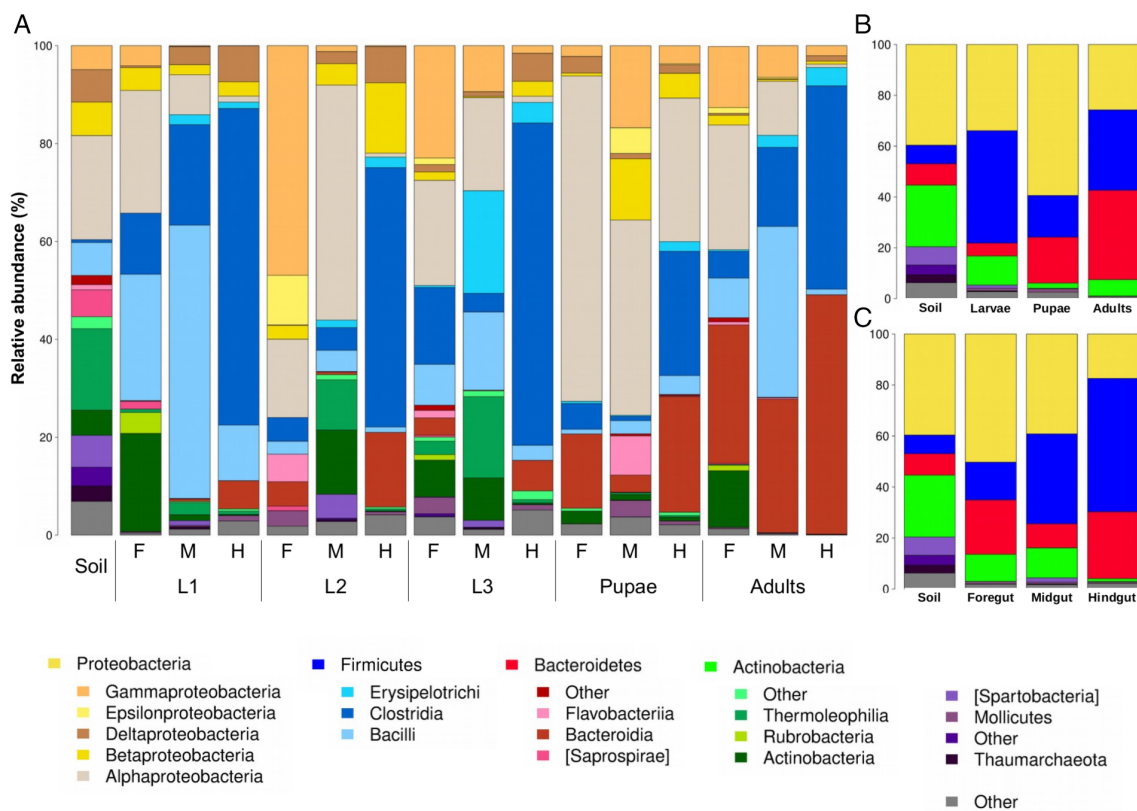 A
B
C
Relative abundance (%)
100
80
60
40
20
0
Soil
F M H F M H F M H F M H F M H
L1 L2 L3 Pupae Adults
100
80
60
40
20
0
Soil Larvae Pupae Adults
100
80
60
40
20
0
Soil Foregut Midgut Hindgut
Proteobacteria
Gammaproteobacteria
Epsilonproteobacteria
Deltaproteobacteria
Betaproteobacteria
Alphaproteobacteria
Firmicutes
Erysipelotrichi
Clostridia
Bacilli
Bacteroidetes
Other
Flavobacteriia
Bacteroidia
[Saprospirae]
Actinobacteria
Other
Thermoleophilia
Rubrobacteria
Actinobacteria
[Spartobacteria]
Mollicutes
Other
Thaumarchaeota
Other